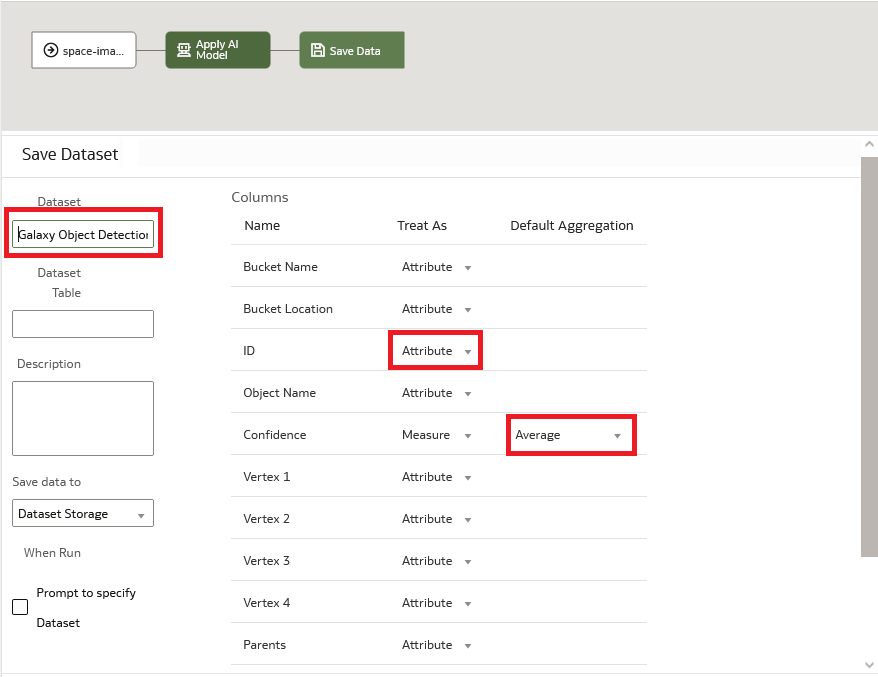 space-ima...
Apply AI
Model
Save Data
Save Dataset
Dataset
Galaxy Object Detection
Dataset
Table
Description
Save data to
Dataset Storage
When Run
Prompt to specify
Dataset
Columns
Name Treat As Default Aggregation
Bucket Name Attribute
Bucket Location Attribute
ID Attribute
Object Name Attribute
Confidence Measure Average
Vertex 1 Attribute
Vertex 2 Attribute
Vertex 3 Attribute
Vertex 4 Attribute
Parents Attribute